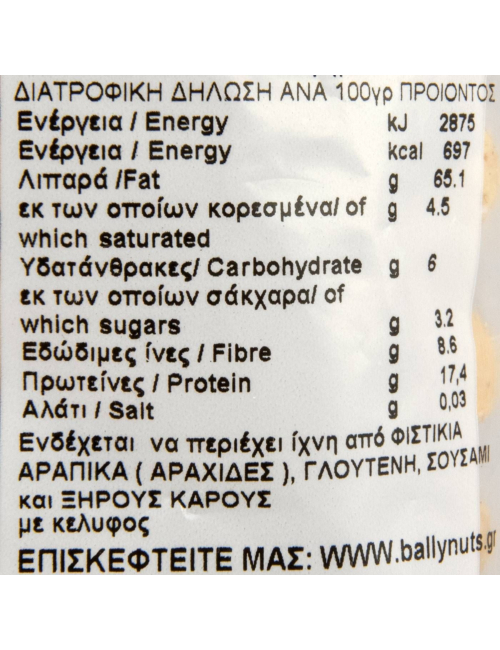 ΔΙΑΤΡΟΦΙΚΗ ΔΗΛΩΣΗ ΑΝΑ 100γρ ΠΡΟΙΟΝΤΟΣ
Ενέργεια / Energy kJ 2875
Ενέργεια / Energy kcal 697
Λιπαρά /Fat g 65.1
εκ των οποίων κορεσμένα/ of g 4.5
which saturated
Υδατάνθρακες/ Carbohydrate g 6
εκ των οποίων σάκχαρα/ of
which sugars g 3.2
Εδώδιμες ίνες / Fibre g 8.6
Πρωτείνες / Protein g 17,4
Αλάτι / Salt g 0,03
Ενδέχεται να περιέχει ίχνη από ΦΙΣΤΙΚΙΑ
ΑΡΑΠΙΚΑ ( ΑΡΑΧΙΔΕΣ ), ΓΛΟΥΤΕΝΗ, ΣΟΥΣΑΜΙ
και ΞΗΡΟΥΣ ΚΑΡΟΥΣ
με κελυφος
ΕΠΙΣΚΕΦΤΕΙΤΕ ΜΑΣ: WWW.ballynuts.gr